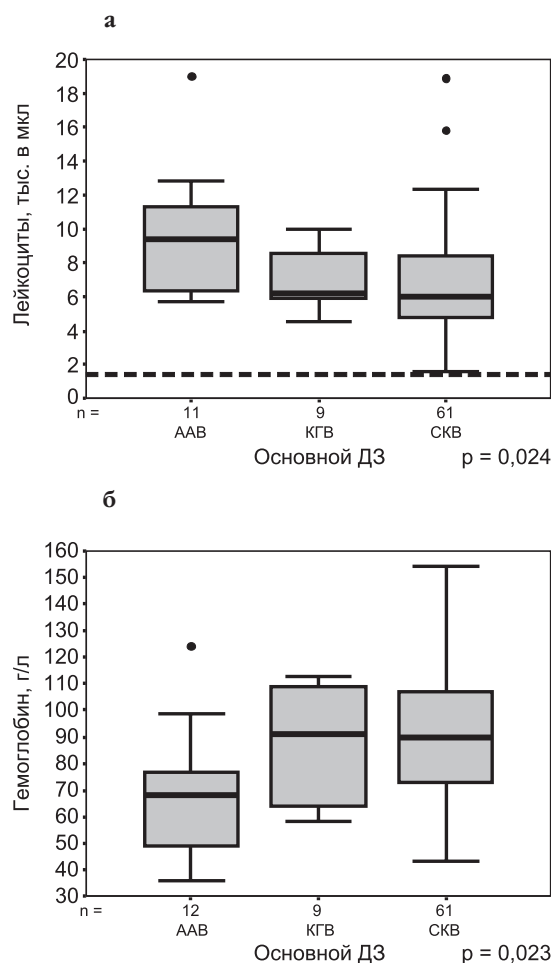 а
Лейкоциты, тыс. в мкл
20
18
16
14
12
10
8
6
4
2
0
n = 11 9 61
ААВ КГВ СКВ
Основной ДЗ p = 0,024
б
Гемоглобин, г/л
160
150
140
130
120
110
100
90
80
70
60
50
40
30
n = 12 9 61
ААВ КГВ СКВ
Основной ДЗ p = 0,023